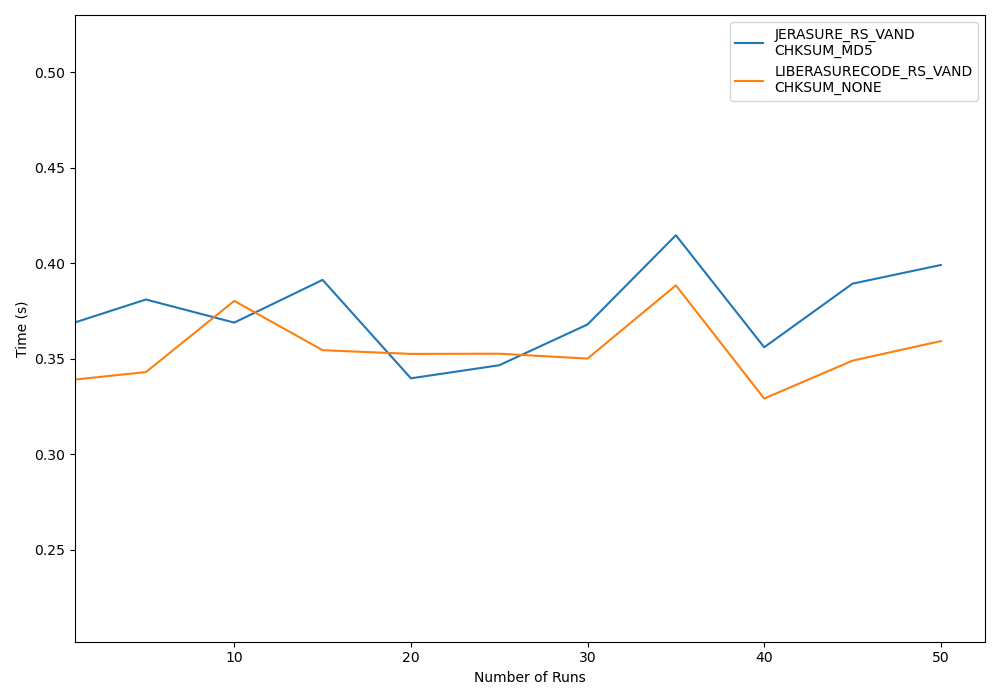 JERASURE_RS_VAND
CHKSUM_MD5
LIBERASURECODE_RS_VAND
CHKSUM_NONE
0.50
0.45
0.40
0.35
0.30
0.25
Time (s)
10 20 30 40 50
Number of Runs